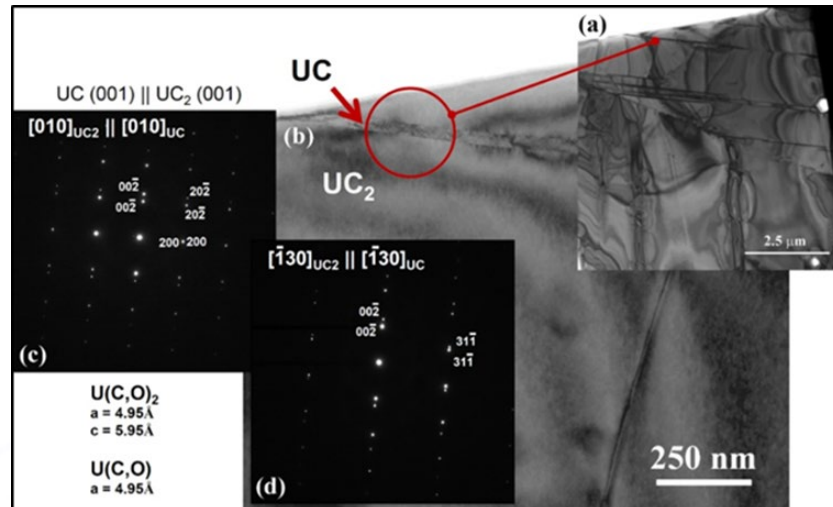 (a)
2.5 μm
UC
(b)
UC₂
250 nm
UC (001) || UC₂ (001)
[010]UC2 || [010]UC
002̄
002̄
202̄
202̄
200 200
(c)
[1̄30]UC2 || [1̄30]UC
002̄
002̄
311̄
311̄
(d)
U(C,O)₂
a = 4.95Å
c = 5.95Å
U(C,O)
a = 4.95Å